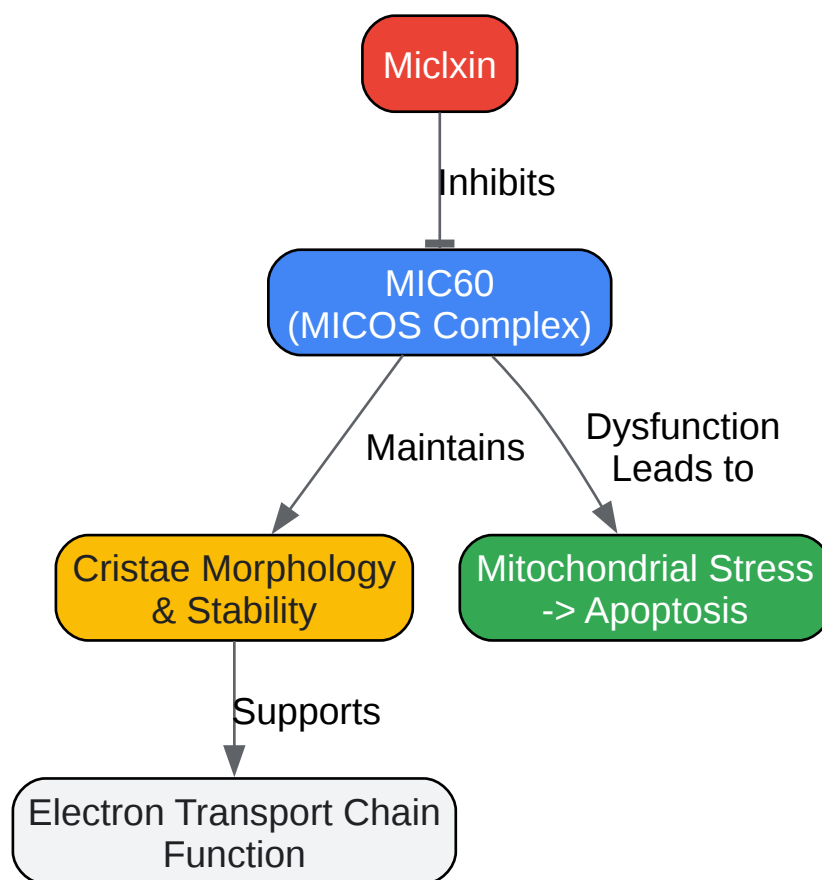 Miclxin
Inhibits
MIC60
(MICOS Complex)
Maintains
Dysfunction
Leads to
Cristae Morphology
& Stability
Mitochondrial Stress
-> Apoptosis
Supports
Electron Transport Chain
Function